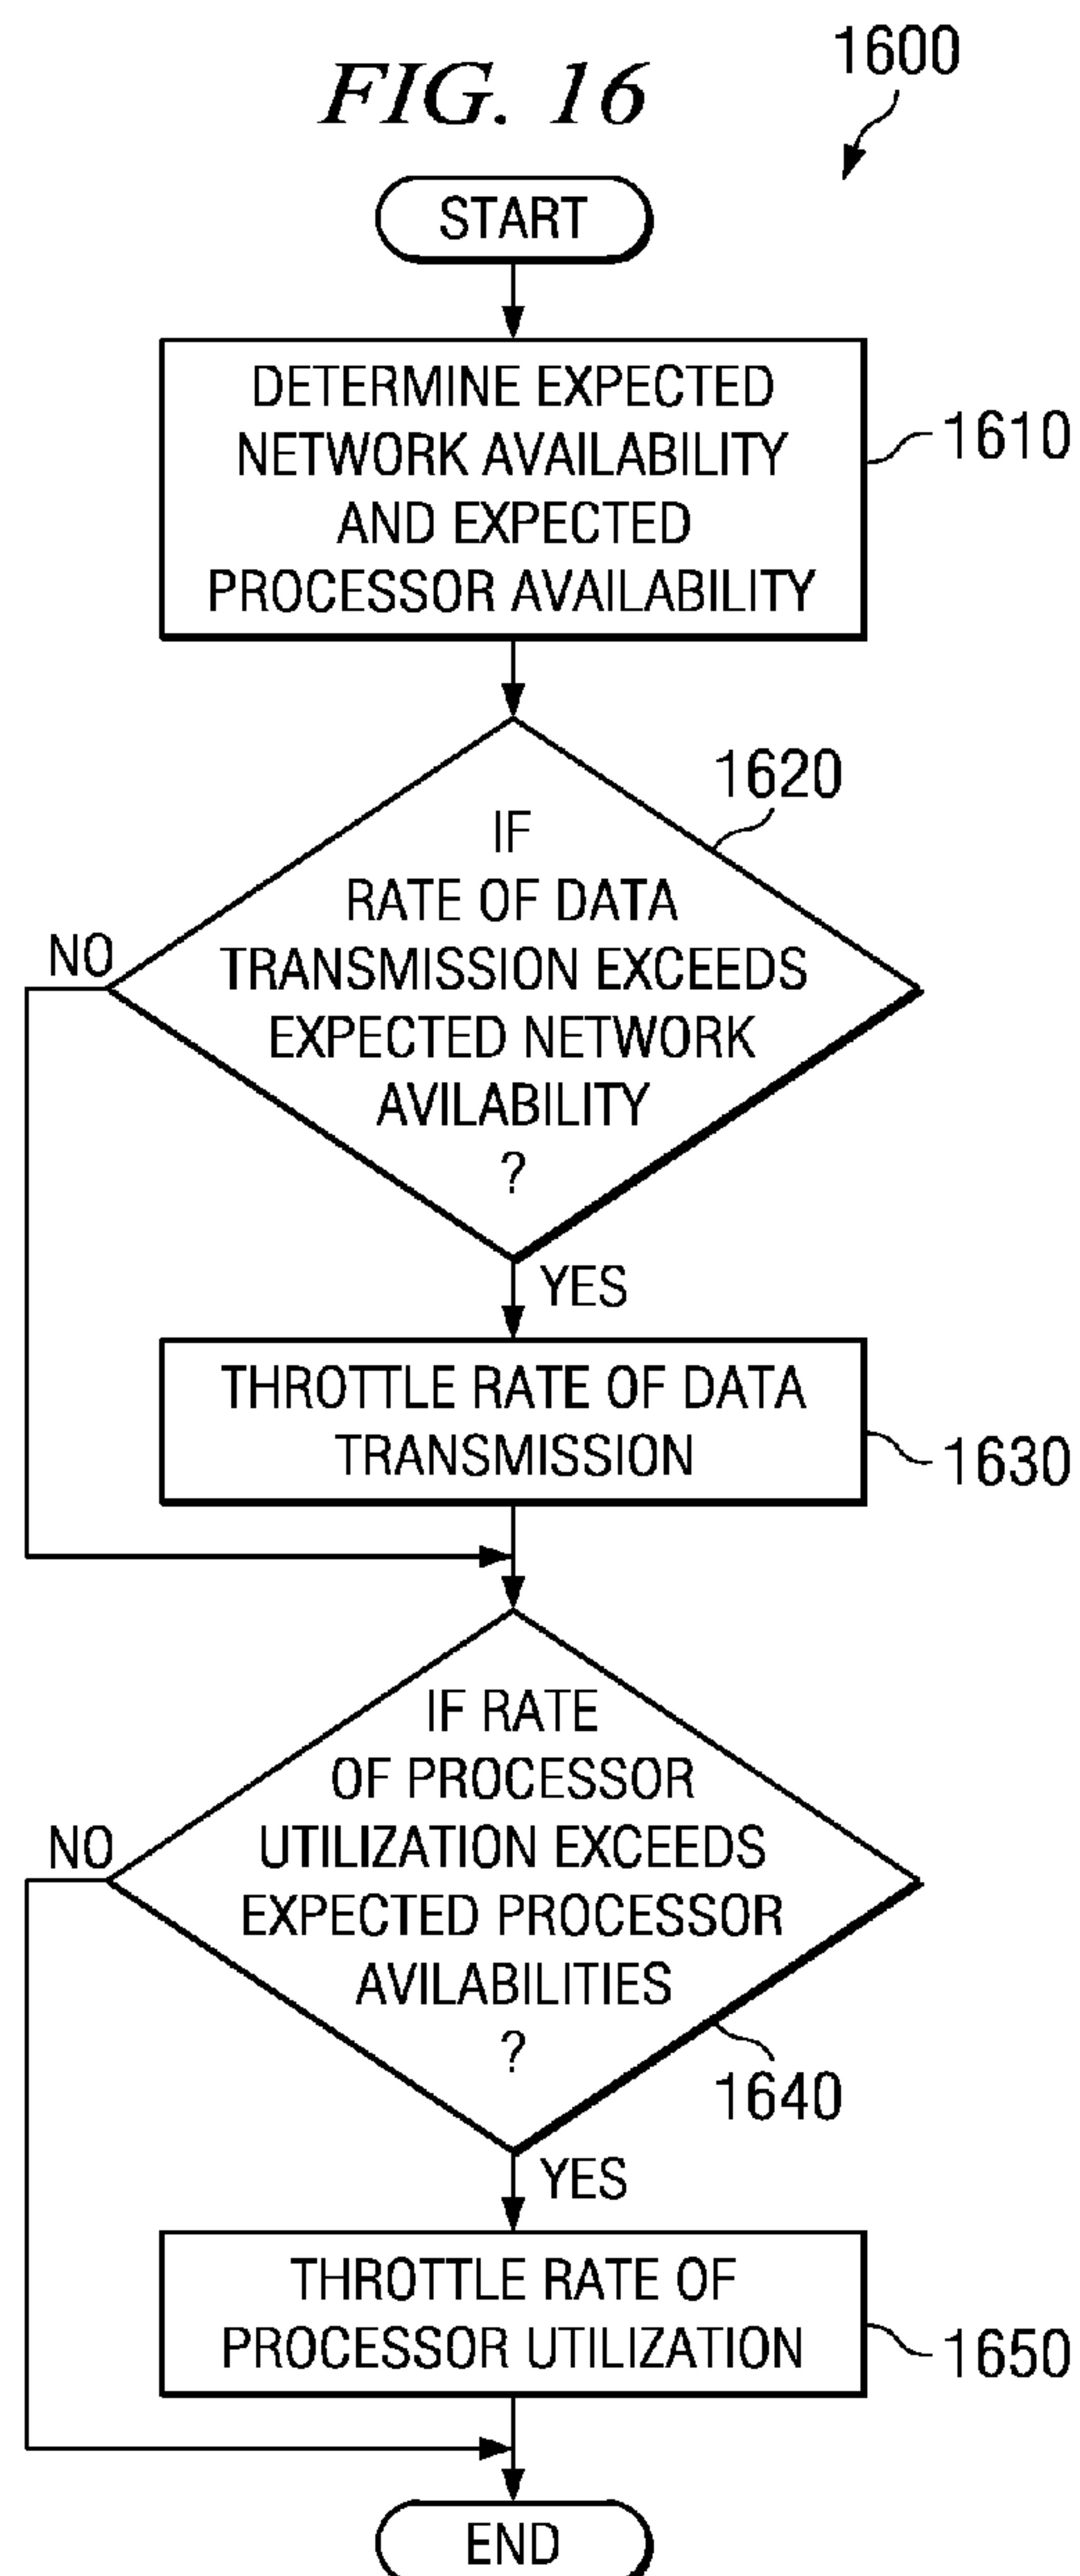 FIG. 16
1600
START
DETERMINE EXPECTED
NETWORK AVAILABILITY
AND EXPECTED
PROCESSOR AVAILABILITY
1610
1620
IF
RATE OF DATA
TRANSMISSION EXCEEDS
EXPECTED NETWORK
AVILABILITY
?
NO
YES
THROTTLE RATE OF DATA
TRANSMISSION
1630
IF RATE
OF PROCESSOR
UTILIZATION EXCEEDS
EXPECTED PROCESSOR
AVILABILITIES
?
NO
1640
YES
THROTTLE RATE OF
PROCESSOR UTILIZATION
1650
END